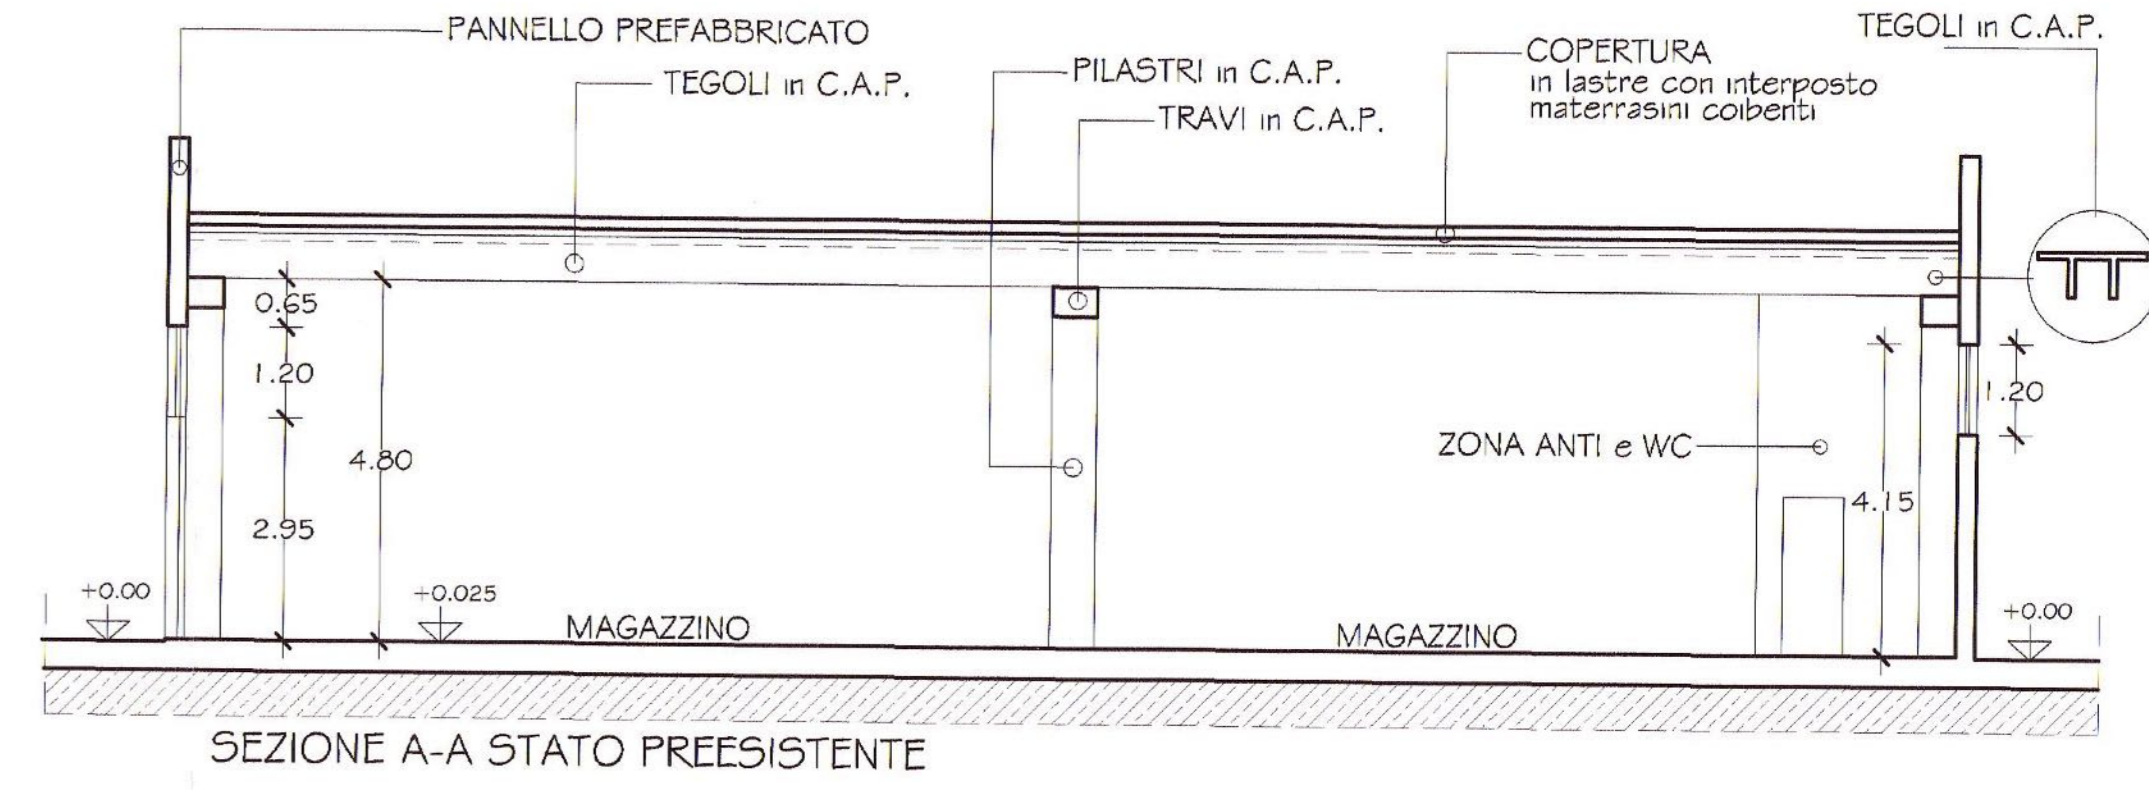 PANNELLO PREFABBRICATO
TEGOLI in C.A.P.
PILASTRI in C.A.P.
TRAVI in C.A.P.
COPERTURA
in lastre con interposto
materrasini coibenti
TEGOLI in C.A.P.
0.65
1.20
4.80
2.95
1.20
ZONA ANTI e WC
4.15
+0.00
+0.025
MAGAZZINO
MAGAZZINO
+0.00
SEZIONE A-A STATO PREESISTENTE